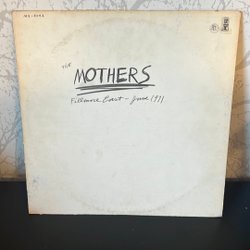 THE
MOTHERS
Fillmore East - June 1971